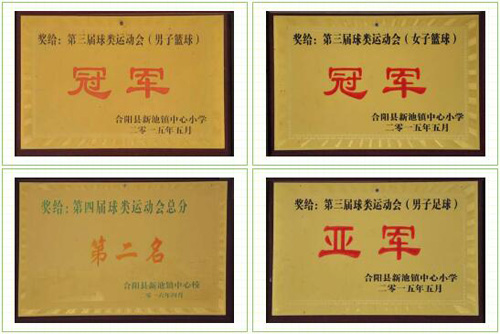 奖给：第三届球类运动会（男子篮球）
冠军
合阳县新池镇中心小学
二零一五年五月
奖给：第三届球类运动会（女子篮球）
冠军
合阳县新池镇中心小学
二零一五年五月
奖给：第四届球类运动会总分
第二名
合阳县新池镇中心校
奖给：第三届球类运动会（男子足球）
亚军
合阳县新池镇中心小学
二零一五年五月